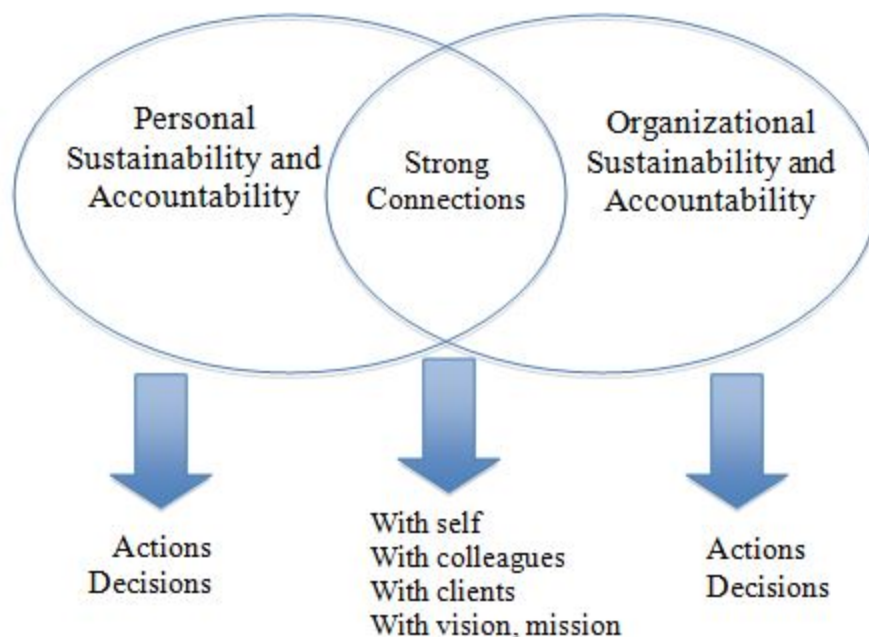 Personal
Sustainability and
Accountability
Strong
Connections
Organizational
Sustainability and
Accountability
Actions
Decisions
With self
With colleagues
With clients
With vision, mission
Actions
Decisions